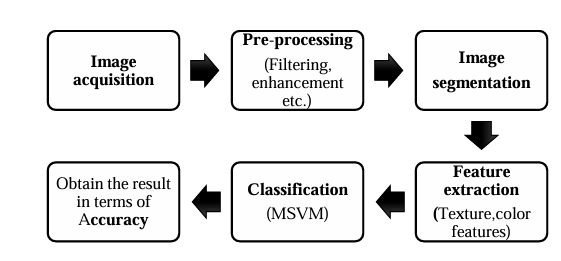 Image
acquisition
Pre-processing
(Filtering,
enhancement
etc.)
Image
segmentation
Feature
extraction
(Texture,color
features)
Classification
(MSVM)
Obtain the result
in terms of
Accuracy